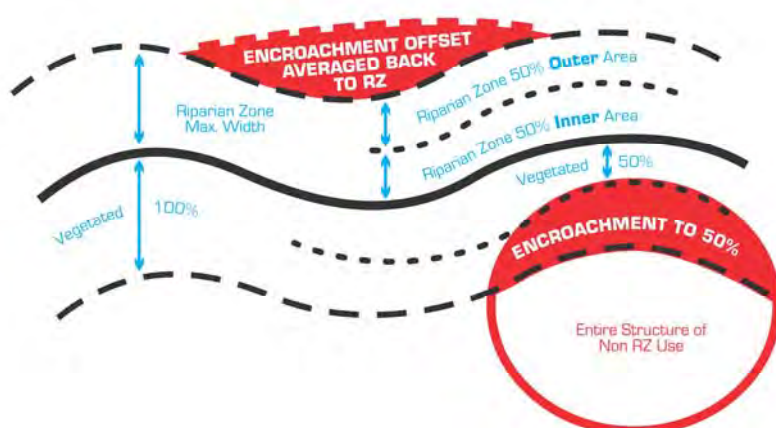 ENCROACHMENT OFFSET
AVERAGED BACK
TO RZ
Riparian Zone
Max. Width
Riparian Zone 50% Outer Area
Riparian Zone 50% Inner Area
Vegetated 100%
Vegetated 50%
ENCROACHMENT TO 50%
Entire Structure of
Non RZ Use